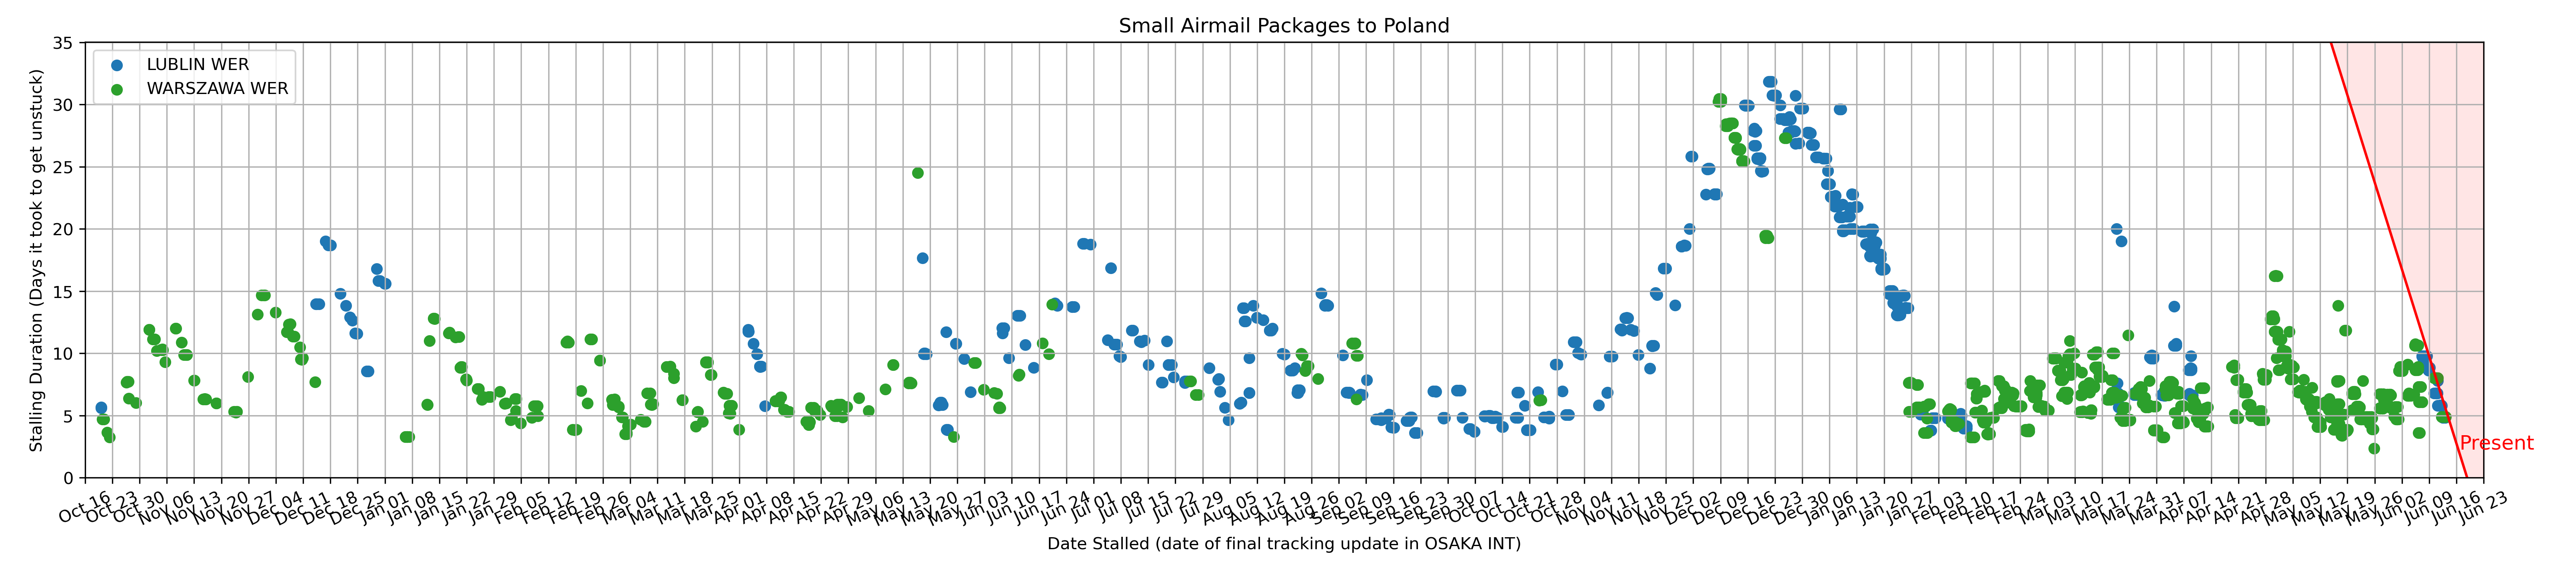 Small Airmail Packages to Poland
LUBLIN WER
WARSZAWA WER
Stalling Duration (Days it took to get unstuck)
35
30
25
20
15
10
5
0
Present
Oct 16
Oct 23
Oct 30
Nov 06
Nov 13
Nov 20
Nov 27
Dec 04
Dec 11
Dec 18
Dec 25
Jan 01
Jan 08
Jan 15
Jan 22
Jan 29
Feb 05
Feb 12
Feb 19
Feb 26
Mar 04
Mar 11
Mar 18
Mar 25
Apr 01
Apr 08
Apr 15
Apr 22
Apr 29
May 06
May 13
May 20
May 27
Jun 03
Jun 10
Jun 17
Jun 24
Jul 01
Jul 08
Jul 15
Jul 22
Jul 29
Aug 05
Aug 12
Aug 19
Aug 26
Sep 02
Sep 09
Sep 16
Sep 23
Sep 30
Oct 07
Oct 14
Oct 21
Oct 28
Nov 04
Nov 11
Nov 18
Nov 25
Dec 02
Dec 09
Dec 16
Dec 23
Dec 30
Jan 06
Jan 13
Jan 20
Jan 27
Feb 03
Feb 10
Feb 17
Feb 24
Mar 03
Mar 10
Mar 17
Mar 24
Mar 31
Apr 07
Apr 14
Apr 21
Apr 28
May 05
May 12
May 19
May 26
Jun 02
Jun 09
Jun 16
Jun 23
Date Stalled (date of final tracking update in OSAKA INT)